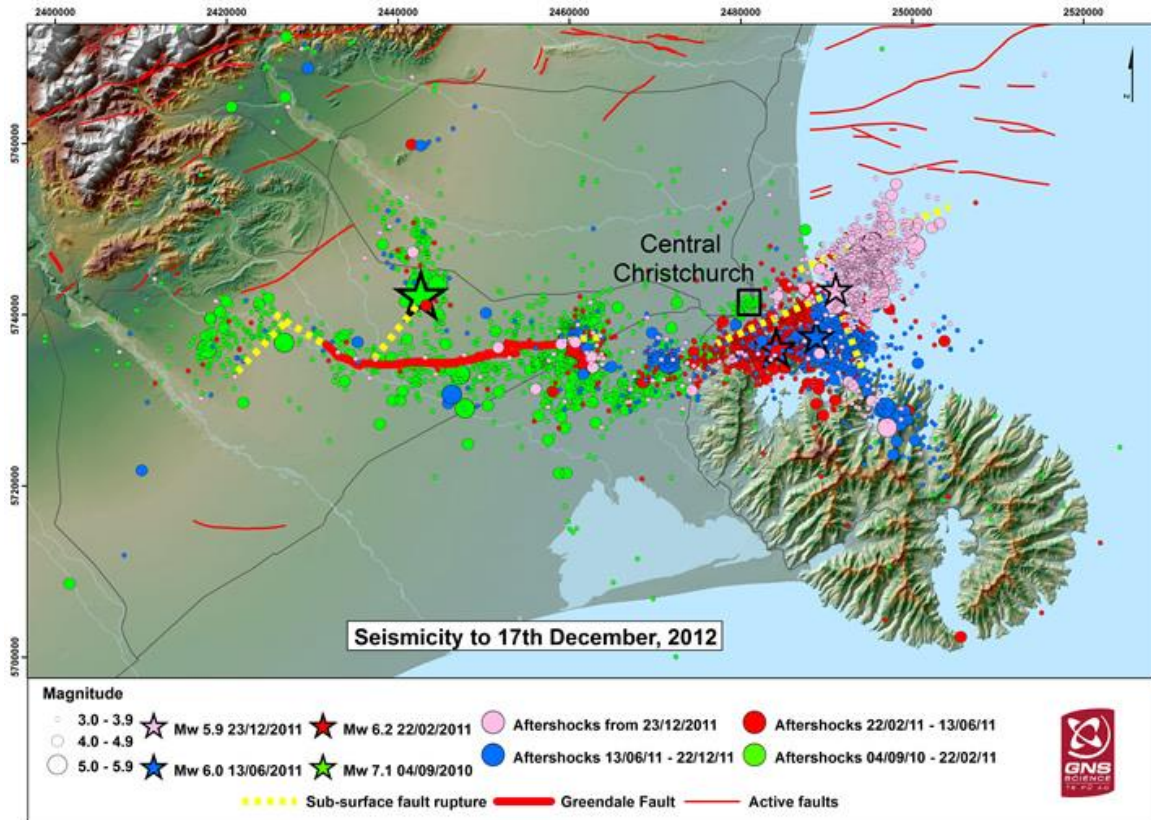 2400000 2420000 2440000 2460000 2480000 2500000 2520000
5760000
5740000
5720000
5700000
Z
Central
Christchurch
Seismicity to 17th December, 2012
Magnitude
3.0 - 3.9
4.0 - 4.9
5.0 - 5.9
Mw 5.9 23/12/2011
Mw 6.0 13/06/2011
Mw 6.2 22/02/2011
Mw 7.1 04/09/2010
Aftershocks from 23/12/2011
Aftershocks 13/06/11 - 22/12/11
Aftershocks 22/02/11 - 13/06/11
Aftershocks 04/09/10 - 22/02/11
Sub-surface fault rupture
Greendale Fault
Active faults
GNS
SCIENCE
TE PŪ AO